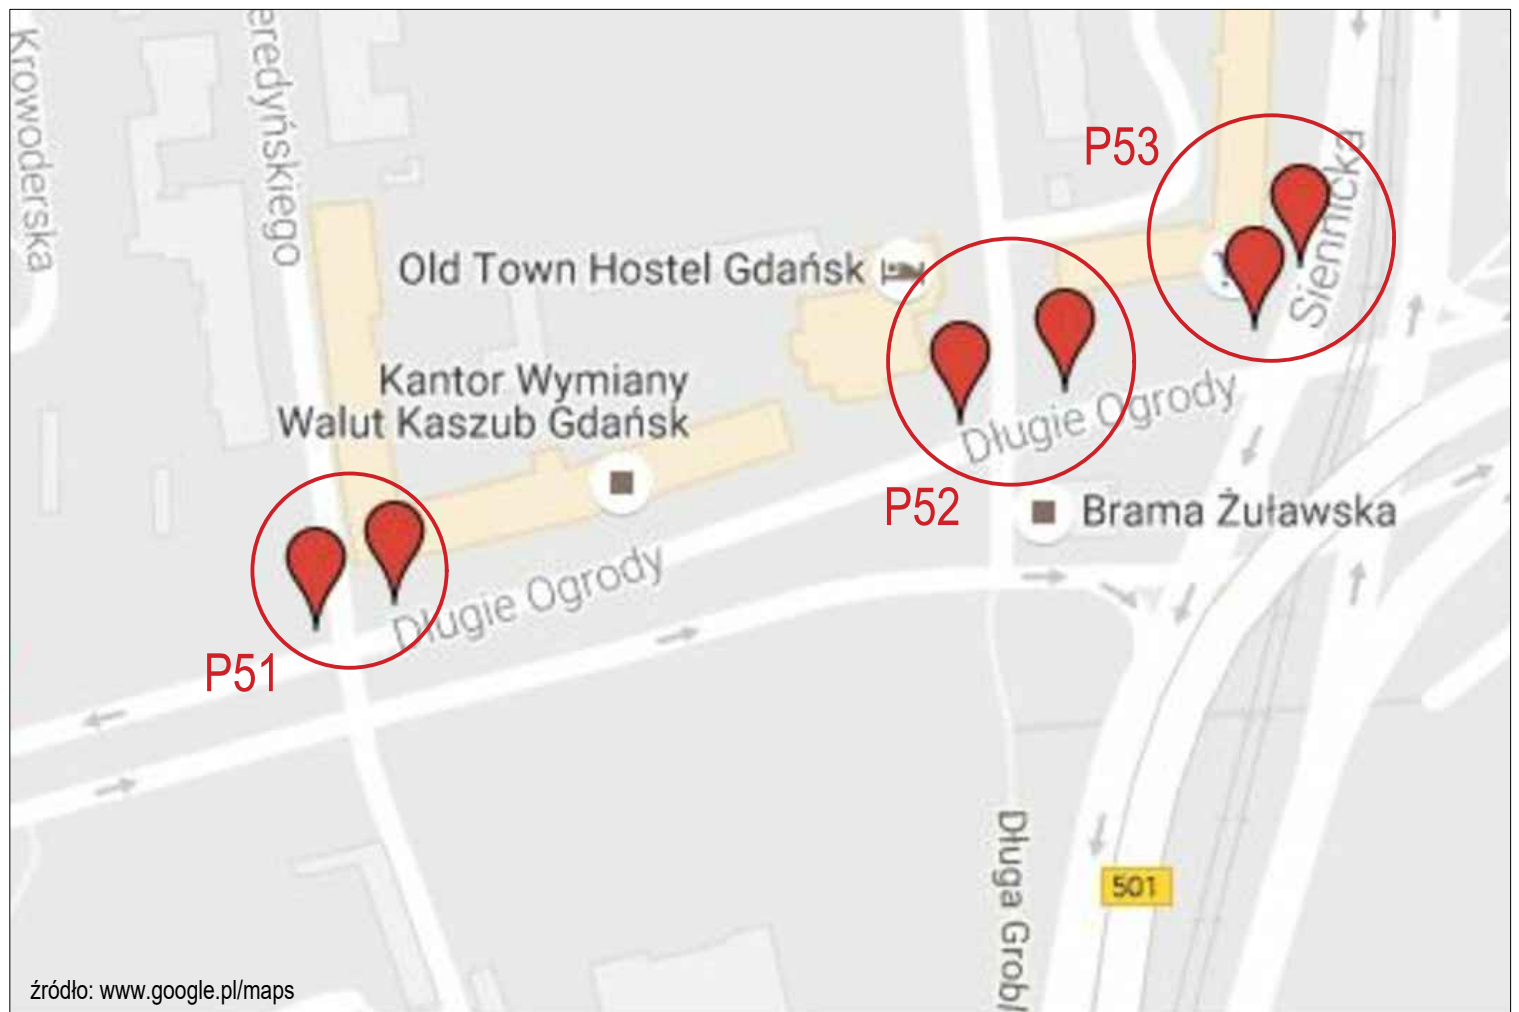 Krowoderska
eredyńskiego
P53
Siennicka
Old Town Hostel Gdańsk
Kantor Wymiany
Walut Kaszub Gdańsk
Długie Ogrody
P52
Brama Żuławska
Długie Ogrody
P51
Długa Grobl
501
źródło: www.google.pl/maps